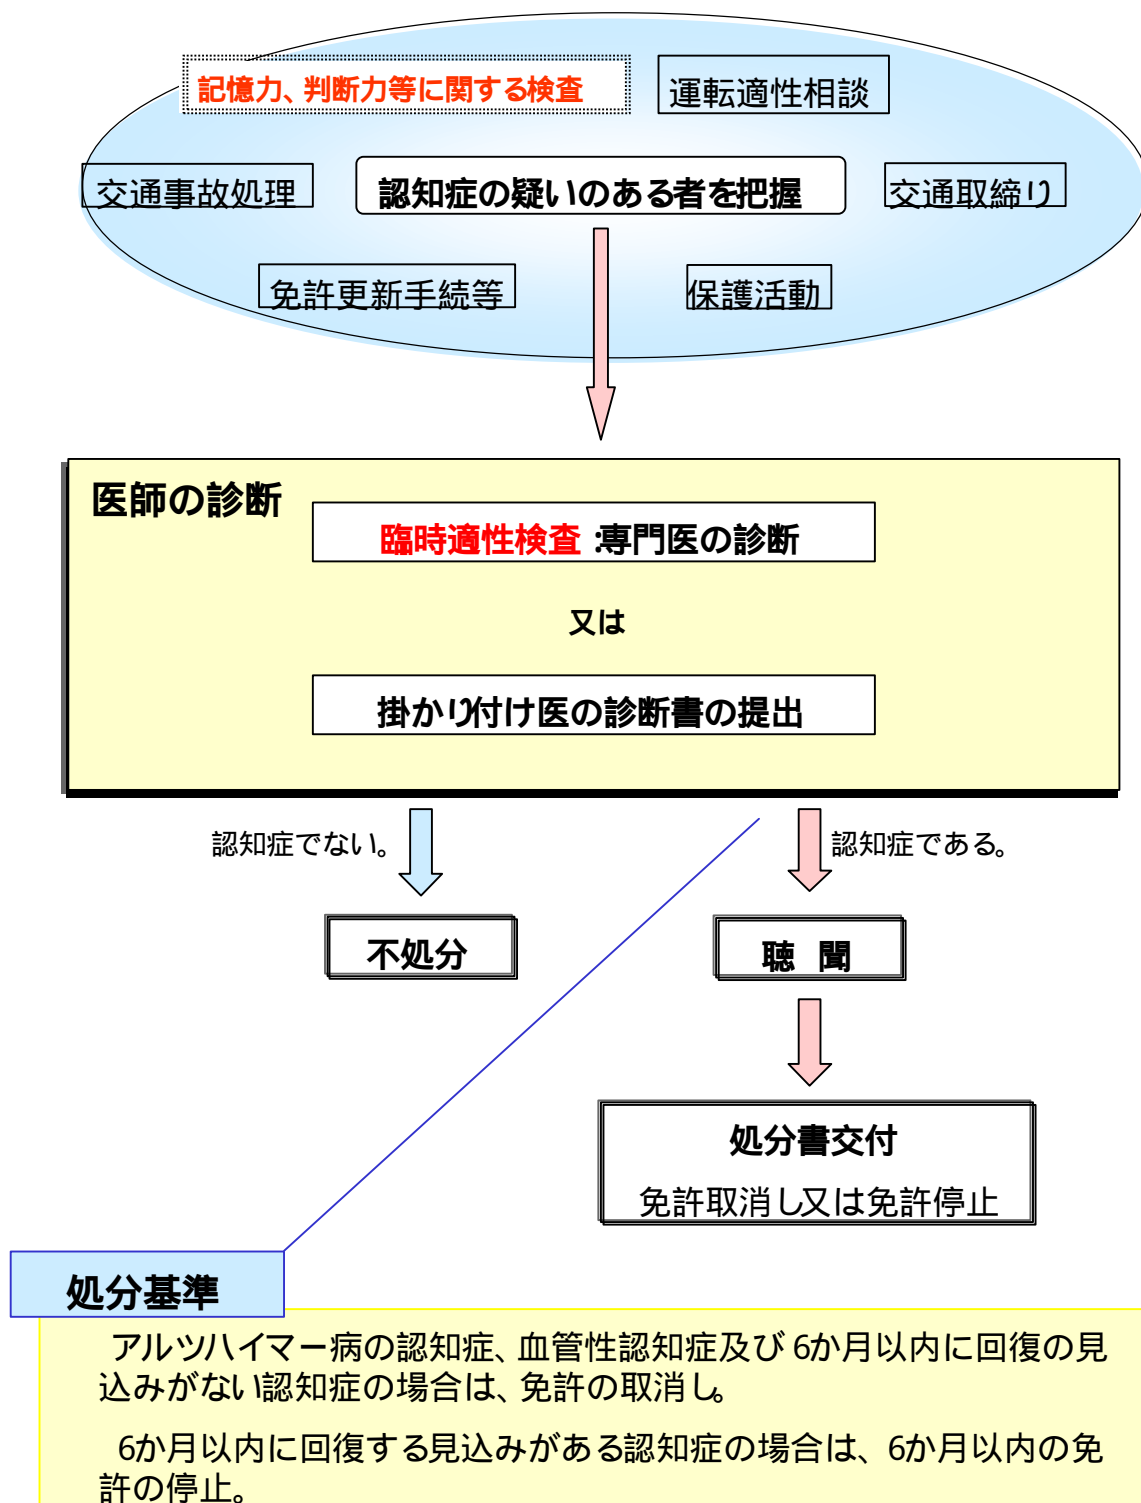 記憶力、判断力等に関する検査
運転適性相談
交通事故処理
認知症の疑いのある者を把握
交通取締り
免許更新手続等
保護活動
医師の診断
臨時適性検査:専門医の診断
又は
掛かり付け医の診断書の提出
認知症でない。
認知症である。
不処分
聴 聞
処分書交付
免許取消し又は免許停止
処分基準
アルツハイマー病の認知症、血管性認知症及び6か月以内に回復の見
込みがない認知症の場合は、免許の取消し。
6か月以内に回復する見込みがある認知症の場合は、6か月以内の免
許の停止。